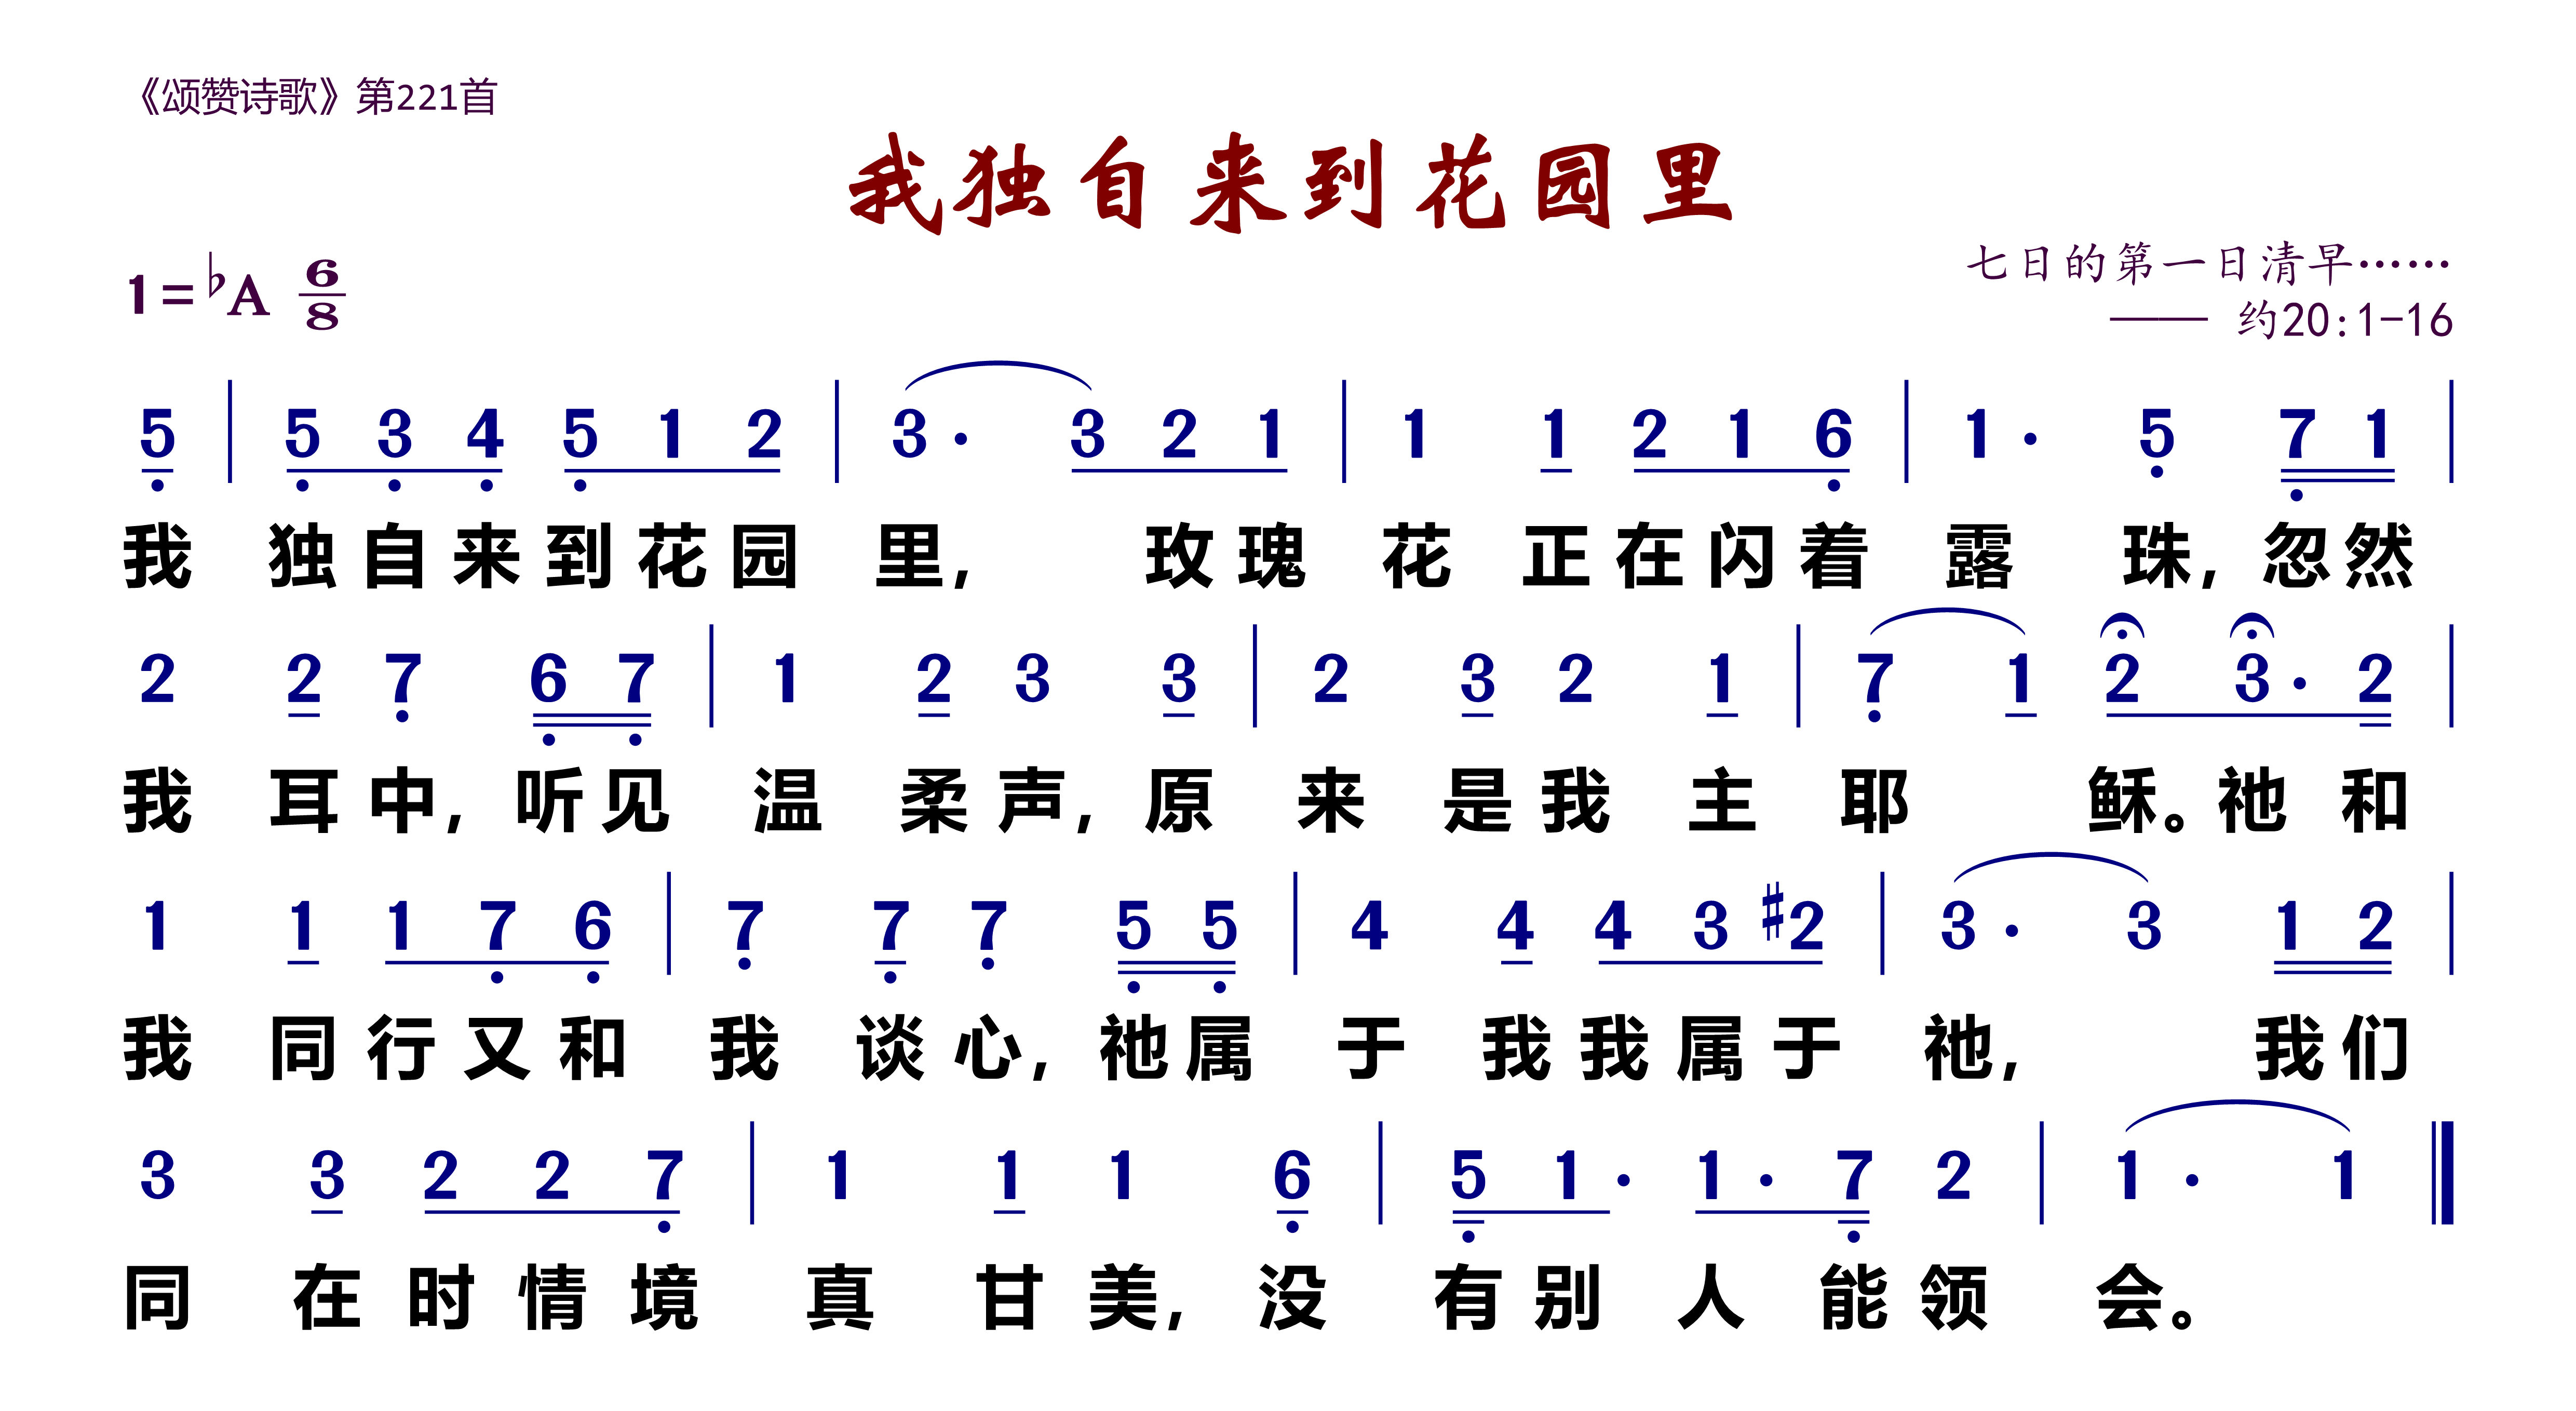 《颂赞诗歌》第221首
我独自来到花园里
1=♭A 6/8
七日的第一日清早……
—— 约20:1-16
5 | 5 3 4 5 1 2 | 3· 3 2 1 | 1 1 2 1 6 | 1· 5 7 1 |
我 独自来到花园 里, 玫瑰 花 正在闪着 露 珠, 忽然
2 2 7 6 7 | 1 2 3 3 | 2 3 2 1 | 7 1 2 3· 2 |
我 耳中, 听见 温 柔声, 原 来 是我 主 耶 稣。祂 和
1 1 1 7 6 | 7 7 7 5 5 | 4 4 4 3 #2 | 3· 3 1 2 |
我 同行又和 我 谈心, 祂属 于 我我属于 祂, 我们
3 3 2 2 7 | 1 1 1 6 | 5 1· 1· 7 2 | 1· 1 ‖
同 在时情境 真 甘美, 没 有别 人 能领 会。